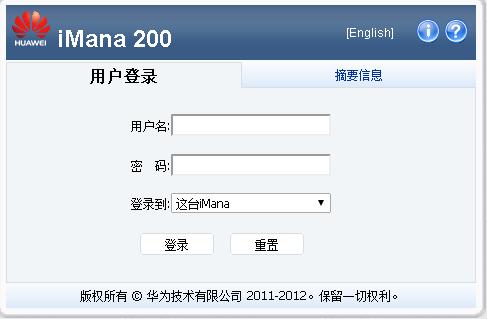 HUAWEI
iMana 200
[English]
用户登录
摘要信息
用户名:
密 码:
登录到: 这台iMana
登录 重置
版权所有 © 华为技术有限公司 2011-2012。保留一切权利。